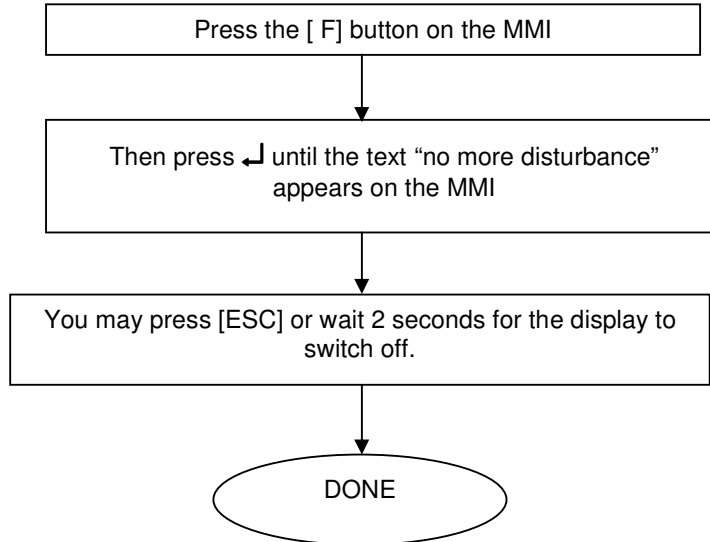 Press the [ F] button on the MMI
Then press ↵ until the text “no more disturbance”
appears on the MMI
You may press [ESC] or wait 2 seconds for the display to
switch off.
DONE